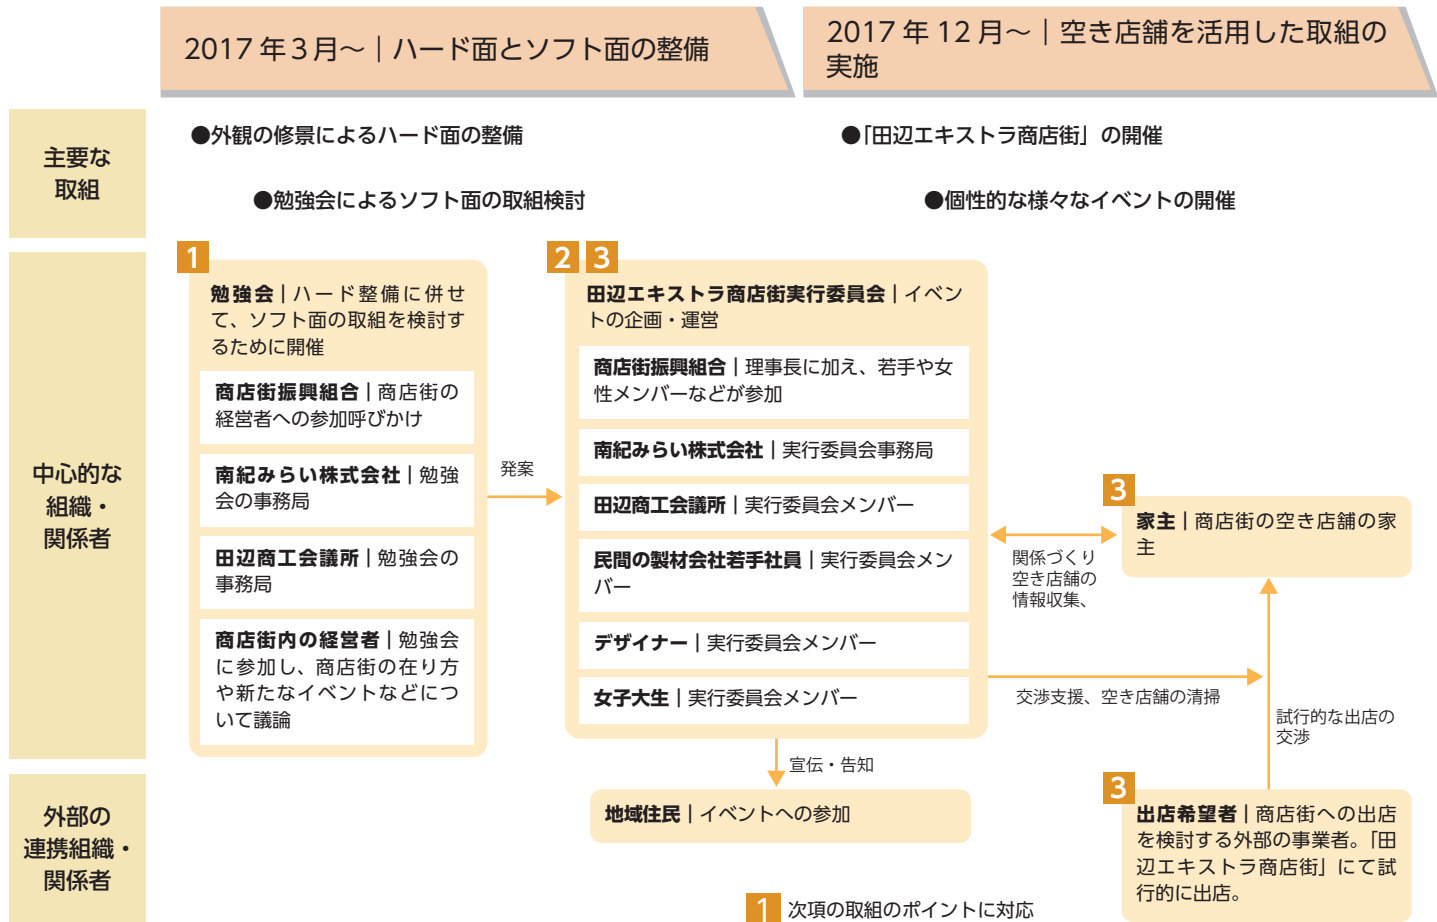 2017年3月〜｜ハード面とソフト面の整備
2017年12月〜｜空き店舗を活用した取組の
実施
主要な
取組
●外観の修景によるハード面の整備
●勉強会によるソフト面の取組検討
●「田辺エキストラ商店街」の開催
●個性的な様々なイベントの開催
中心的な
組織・
関係者
1
勉強会｜ハード整備に併せ
て、ソフト面の取組を検討す
るために開催
商店街振興組合｜商店街の
経営者への参加呼びかけ
南紀みらい株式会社｜勉強
会の事務局
田辺商工会議所｜勉強会の
事務局
商店街内の経営者｜勉強会
に参加し、商店街の在り方
や新たなイベントなどにつ
いて議論
発案
2 3
田辺エキストラ商店街実行委員会｜イベン
トの企画・運営
商店街振興組合｜理事長に加え、若手や女
性メンバーなどが参加
南紀みらい株式会社｜実行委員会事務局
田辺商工会議所｜実行委員会メンバー
民間の製材会社若手社員｜実行委員会メン
バー
デザイナー｜実行委員会メンバー
女子大生｜実行委員会メンバー
関係づくり
空き店舗の
情報収集、
3
家主｜商店街の空き店舗の家
主
交渉支援、空き店舗の清掃
試行的な出店の
交渉
宣伝・告知
外部の
連携組織・
関係者
地域住民｜イベントへの参加
3
出店希望者｜商店街への出店
を検討する外部の事業者。「田
辺エキストラ商店街」にて試
行的に出店。
1 次項の取組のポイントに対応